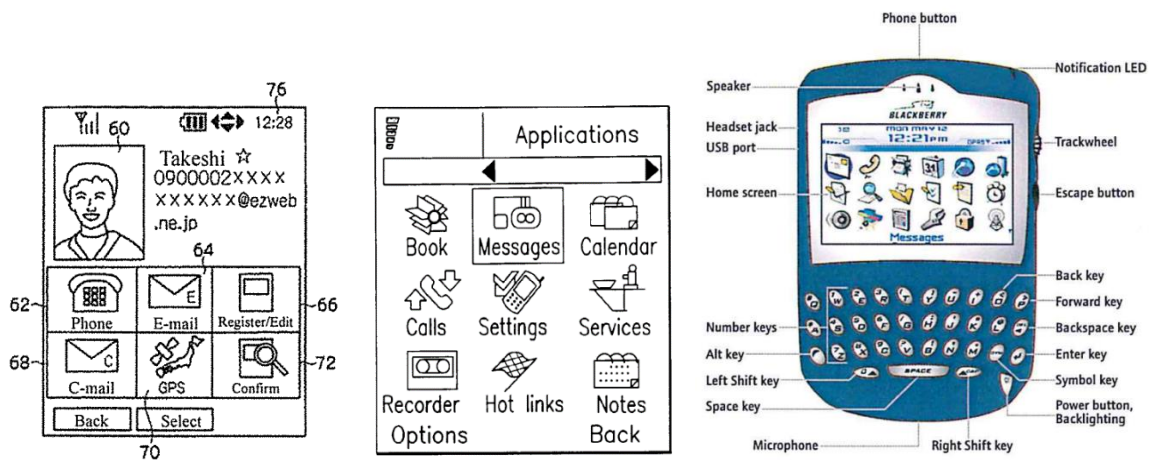 76
60
12:28
Takeshi ☆
0900002××××
××××××@ezweb
.ne.jp
64
62
66
E
Phone
E-mail
Register/Edit
68
72
C
C-mail
GPS
Confirm
Back
Select
70
Applications
Book
Messages
Calendar
Calls
Settings
Services
Recorder
Hot links
Notes
Options
Back
Phone button
Notification LED
Speaker
BLACKBERRY
Headset jack
USB port
12:21PM
Trackwheel
31
Home screen
Escape button
Messages
Back key
Forward key
Number keys
Backspace key
Alt key
Enter key
Left Shift key
SPACE
Symbol key
Space key
Power button,
Backlighting
Microphone
Right Shift key